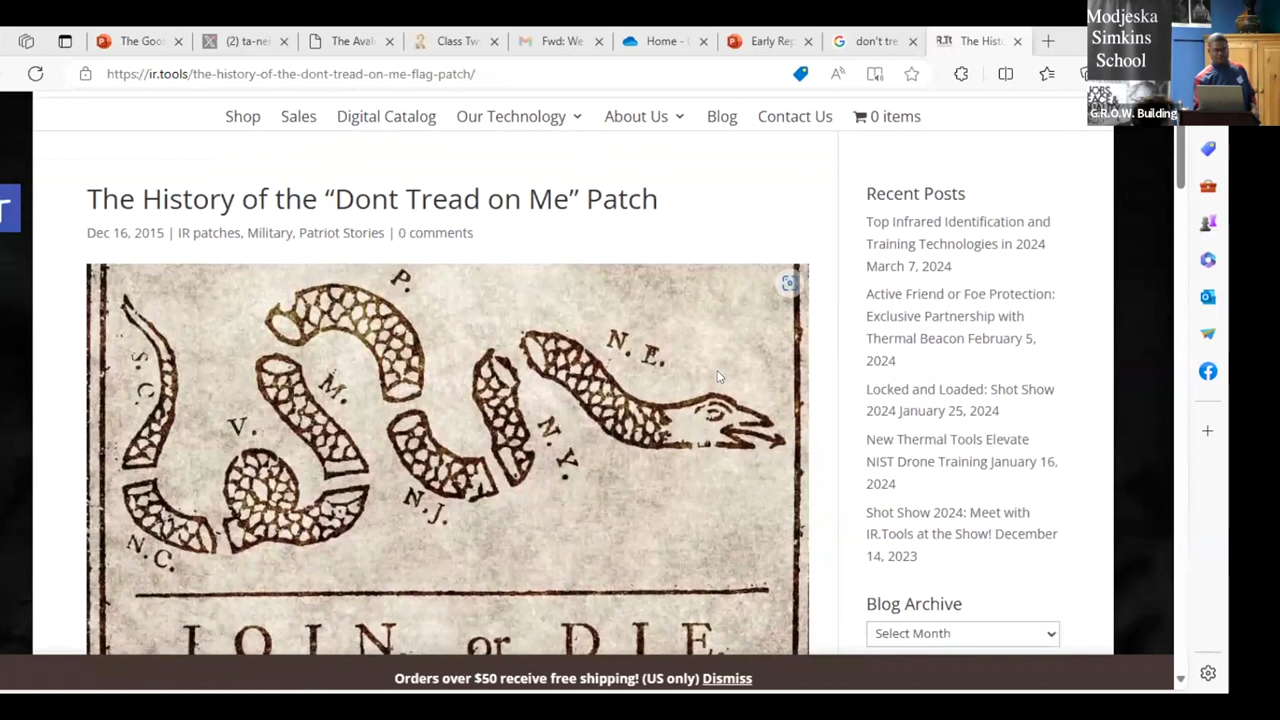 The Goo
(2) ta-nei
The Aval
Class Tw
Fwd: We
Home - (
Early Rep
don't tre
The Hist
https://ir.tools/the-history-of-the-dont-tread-on-me-flag-patch/
Modjeska
Simkins
School
G.R.O.W. Building
Shop Sales Digital Catalog Our Technology About Us Blog Contact Us 0 items
The History of the “Dont Tread on Me” Patch
Dec 16, 2015 | IR patches, Military, Patriot Stories | 0 comments
P.
N. E.
S. C.
M.
V.
N. Y.
N. J.
N. C.
JOIN or DIE.
Recent Posts
Top Infrared Identification and
Training Technologies in 2024
March 7, 2024
Active Friend or Foe Protection:
Exclusive Partnership with
Thermal Beacon February 5,
2024
Locked and Loaded: Shot Show
2024 January 25, 2024
New Thermal Tools Elevate
NIST Drone Training January 16,
2024
Shot Show 2024: Meet with
IR.Tools at the Show! December
14, 2023
Blog Archive
Select Month
Orders over $50 receive free shipping! (US only) Dismiss